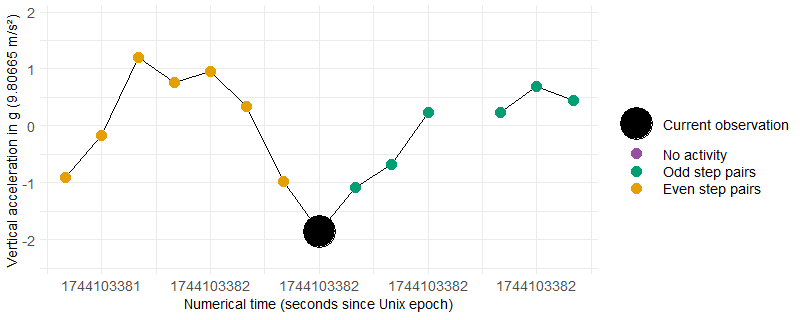 Vertical acceleration in g (9.80665 m/s²)
2
1
0
-1
-2
1744103381 1744103382 1744103382 1744103382 1744103382
Numerical time (seconds since Unix epoch)
Current observation
No activity
Odd step pairs
Even step pairs